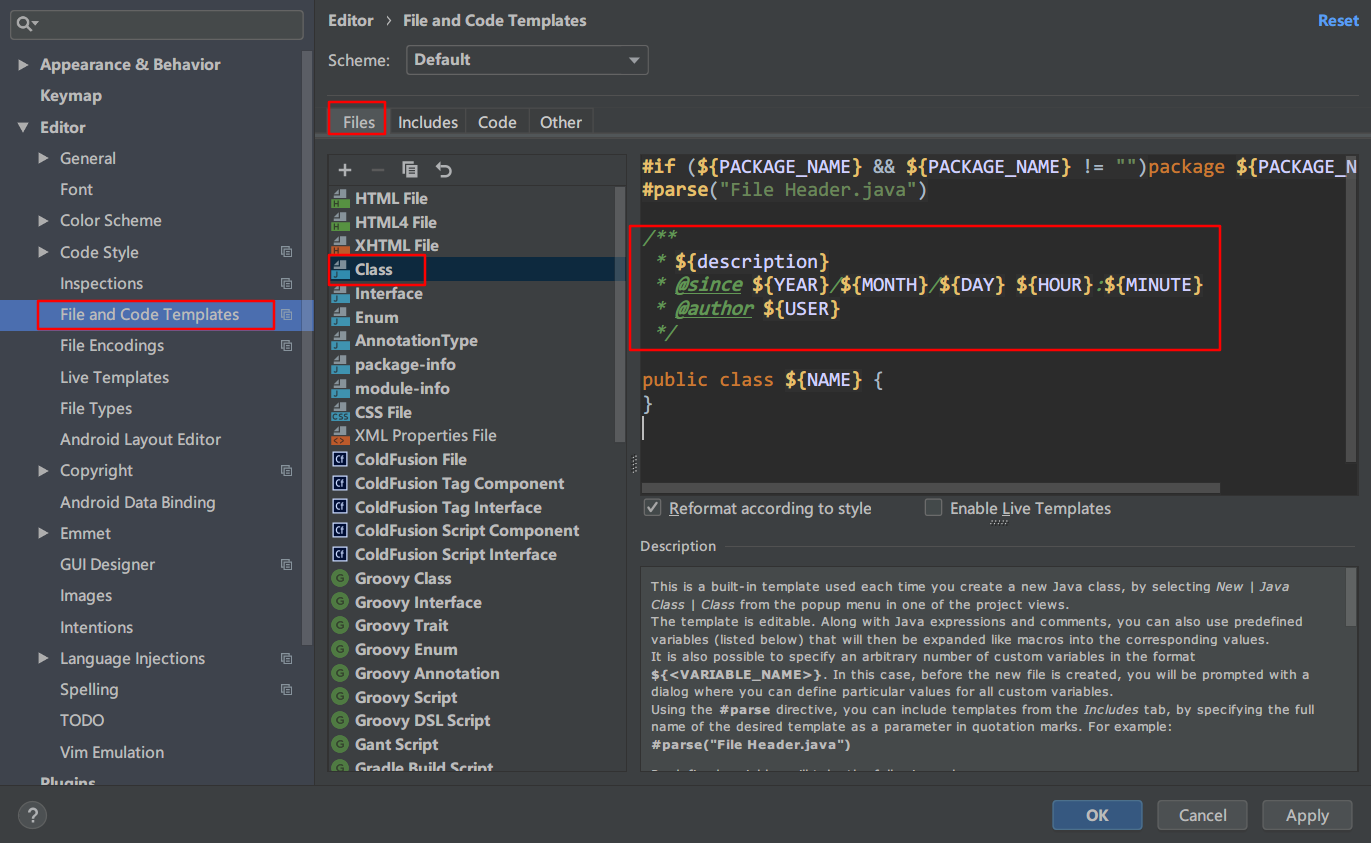 Appearance & Behavior
Keymap
Editor
General
Font
Color Scheme
Code Style
Inspections
File and Code Templates
File Encodings
Live Templates
File Types
Android Layout Editor
Copyright
Android Data Binding
Emmet
GUI Designer
Images
Intentions
Language Injections
Spelling
TODO
Vim Emulation
Plugins
Editor › File and Code Templates
Reset
Scheme: Default
Files Includes Code Other
HTML File
HTML4 File
XHTML File
Class
Interface
Enum
AnnotationType
package-info
module-info
CSS File
XML Properties File
ColdFusion File
ColdFusion Tag Component
ColdFusion Tag Interface
ColdFusion Script Component
ColdFusion Script Interface
Groovy Class
Groovy Interface
Groovy Trait
Groovy Enum
Groovy Annotation
Groovy Script
Groovy DSL Script
Gant Script
Gradle Build Script
#if (${PACKAGE_NAME} && ${PACKAGE_NAME} != "")package ${PACKAGE_N
#parse("File Header.java")
/**
* ${description}
* @since ${YEAR}/${MONTH}/${DAY} ${HOUR}:${MINUTE}
* @author ${USER}
*/
public class ${NAME} {
}
Reformat according to style Enable Live Templates
Description
This is a built-in template used each time you create a new Java class, by selecting New | Java
Class | Class from the popup menu in one of the project views.
The template is editable. Along with Java expressions and comments, you can also use predefined
variables (listed below) that will then be expanded like macros into the corresponding values.
It is also possible to specify an arbitrary number of custom variables in the format
${<VARIABLE_NAME>}. In this case, before the new file is created, you will be prompted with a
dialog where you can define particular values for all custom variables.
Using the #parse directive, you can include templates from the Includes tab, by specifying the full
name of the desired template as a parameter in quotation marks. For example:
#parse("File Header.java")
?
OK Cancel Apply